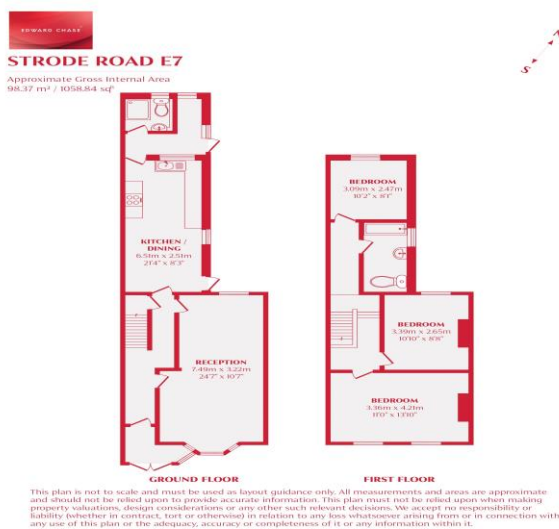 EDWARD CHASE
STRODE ROAD E7
Approximate Gross Internal Area
98.37 m² / 1058.84 sqft
N
S
KITCHEN /
DINING
6.51m x 2.51m
21'4" x 8'3"
RECEPTION
7.49m x 3.22m
24'7" x 10'7"
GROUND FLOOR
BEDROOM
3.09m x 2.47m
10'2" x 8'1"
BEDROOM
3.39m x 2.65m
10'10" x 8'8"
BEDROOM
3.36m x 4.21m
11'0" x 13'10"
FIRST FLOOR
This plan is not to scale and must be used as layout guidance only. All measurements and areas are approximate
and should not be relied upon to provide accurate information. This plan must not be relied upon when making
property valuations, design considerations or any other such relevant decisions. We accept no responsibility or
liability (whether in contract, tort or otherwise) in relation to any loss whatsoever arising from or in connection with
any use of this plan or the adequacy, accuracy or completeness of it or any information within it.